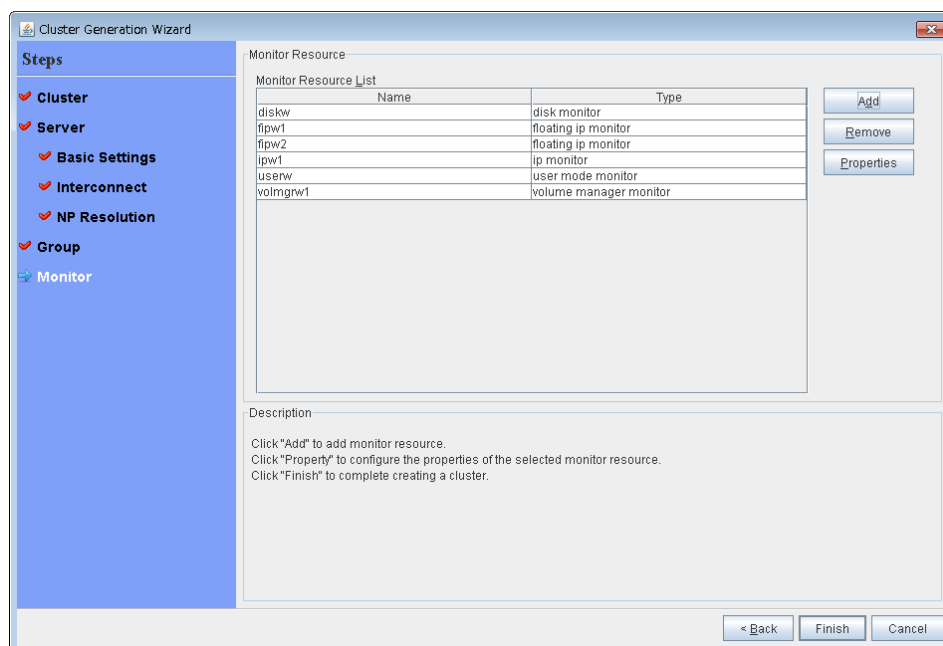 Cluster Generation Wizard
Steps
Cluster
Server
Basic Settings
Interconnect
NP Resolution
Group
Monitor
Monitor Resource
Monitor Resource List
Name Type
diskw disk monitor
fipw1 floating ip monitor
fipw2 floating ip monitor
ipw1 ip monitor
userw user mode monitor
volmgrw1 volume manager monitor
Add
Remove
Properties
Description
Click "Add" to add monitor resource.
Click "Property" to configure the properties of the selected monitor resource.
Click "Finish" to complete creating a cluster.
< Back Finish Cancel